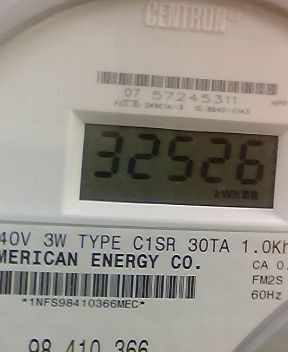 CENTRON®
07 57245311
32526
kWh
40V 3W TYPE C1SR 30TA 1.0Kh
MERICAN ENERGY CO.
CA 0.
FM2S
*1NFS98410366MEC*
60Hz
98 410 366